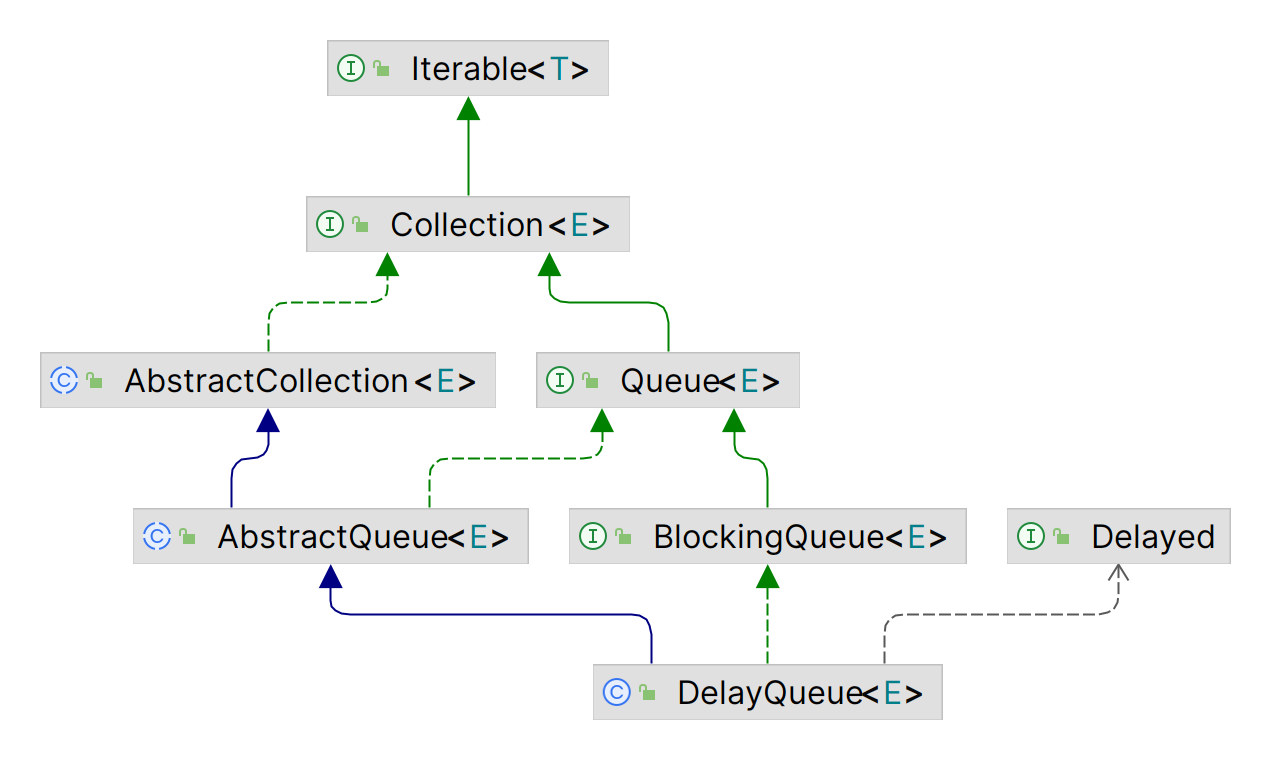 Iterable<T>
Collection<E>
AbstractCollection<E>
Queue<E>
AbstractQueue<E>
BlockingQueue<E>
Delayed
DelayQueue<E>